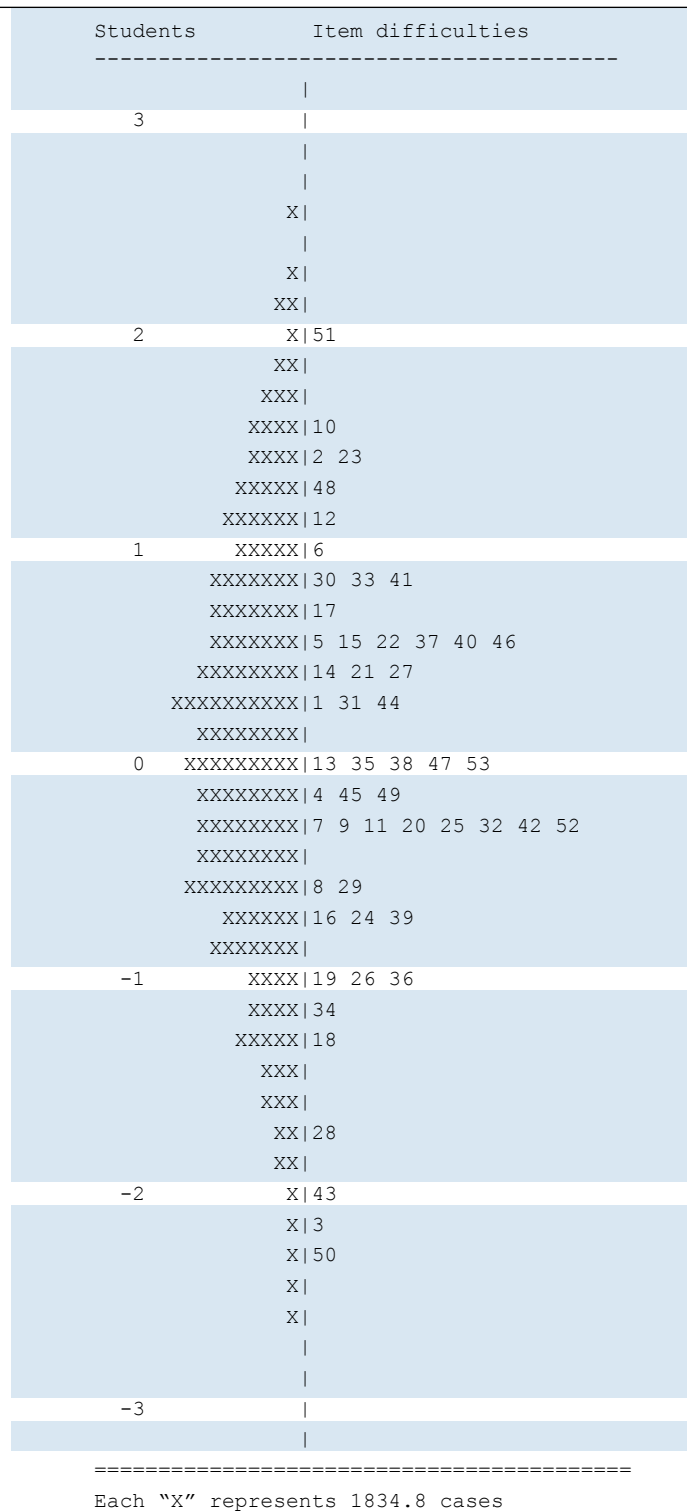 Students Item difficulties
-----------------------------------------
|
3 |
|
|
X|
|
X|
XX|
2 X|51
XX|
XXX|
XXXX|10
XXXX|2 23
XXXXX|48
XXXXXX|12
1 XXXXX|6
XXXXXXX|30 33 41
XXXXXXX|17
XXXXXXX|5 15 22 37 40 46
XXXXXXXX|14 21 27
XXXXXXXXXX|1 31 44
XXXXXXXX|
0 XXXXXXXXX|13 35 38 47 53
XXXXXXXX|4 45 49
XXXXXXXX|7 9 11 20 25 32 42 52
XXXXXXXX|
XXXXXXXXX|8 29
XXXXXX|16 24 39
XXXXXXX|
-1 XXXX|19 26 36
XXXX|34
XXXXX|18
XXX|
XXX|
XX|28
XX|
-2 X|43
X|3
X|50
X|
X|
|
|
-3 |
|
==========================================
Each “X” represents 1834.8 cases